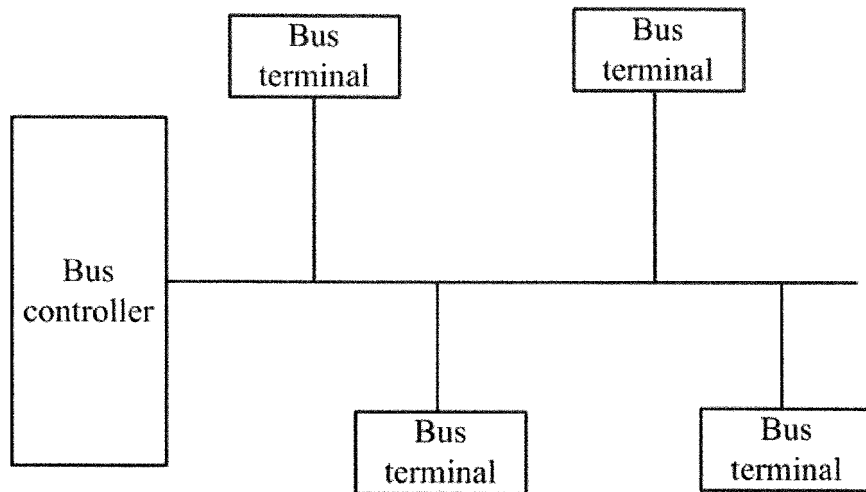 Bus
terminal
Bus
terminal
Bus
controller
Bus
terminal
Bus
terminal